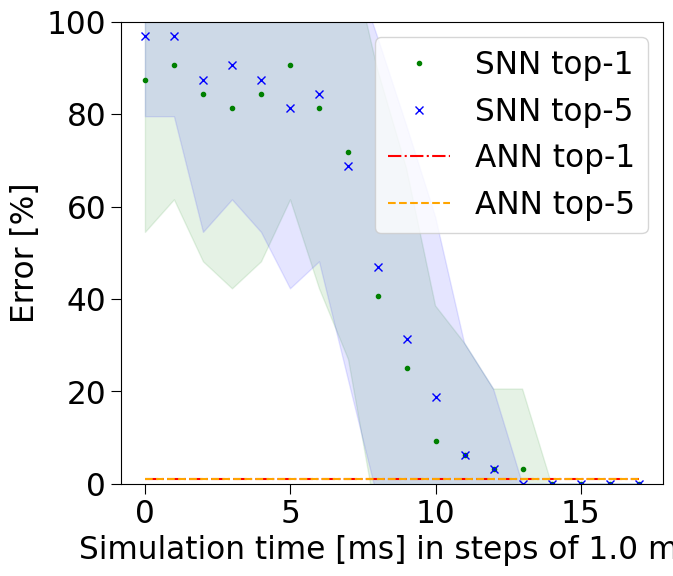 100
80
60
40
20
0
Error [%]
SNN top-1
SNN top-5
ANN top-1
ANN top-5
0 5 10 15
Simulation time [ms] in steps of 1.0 m